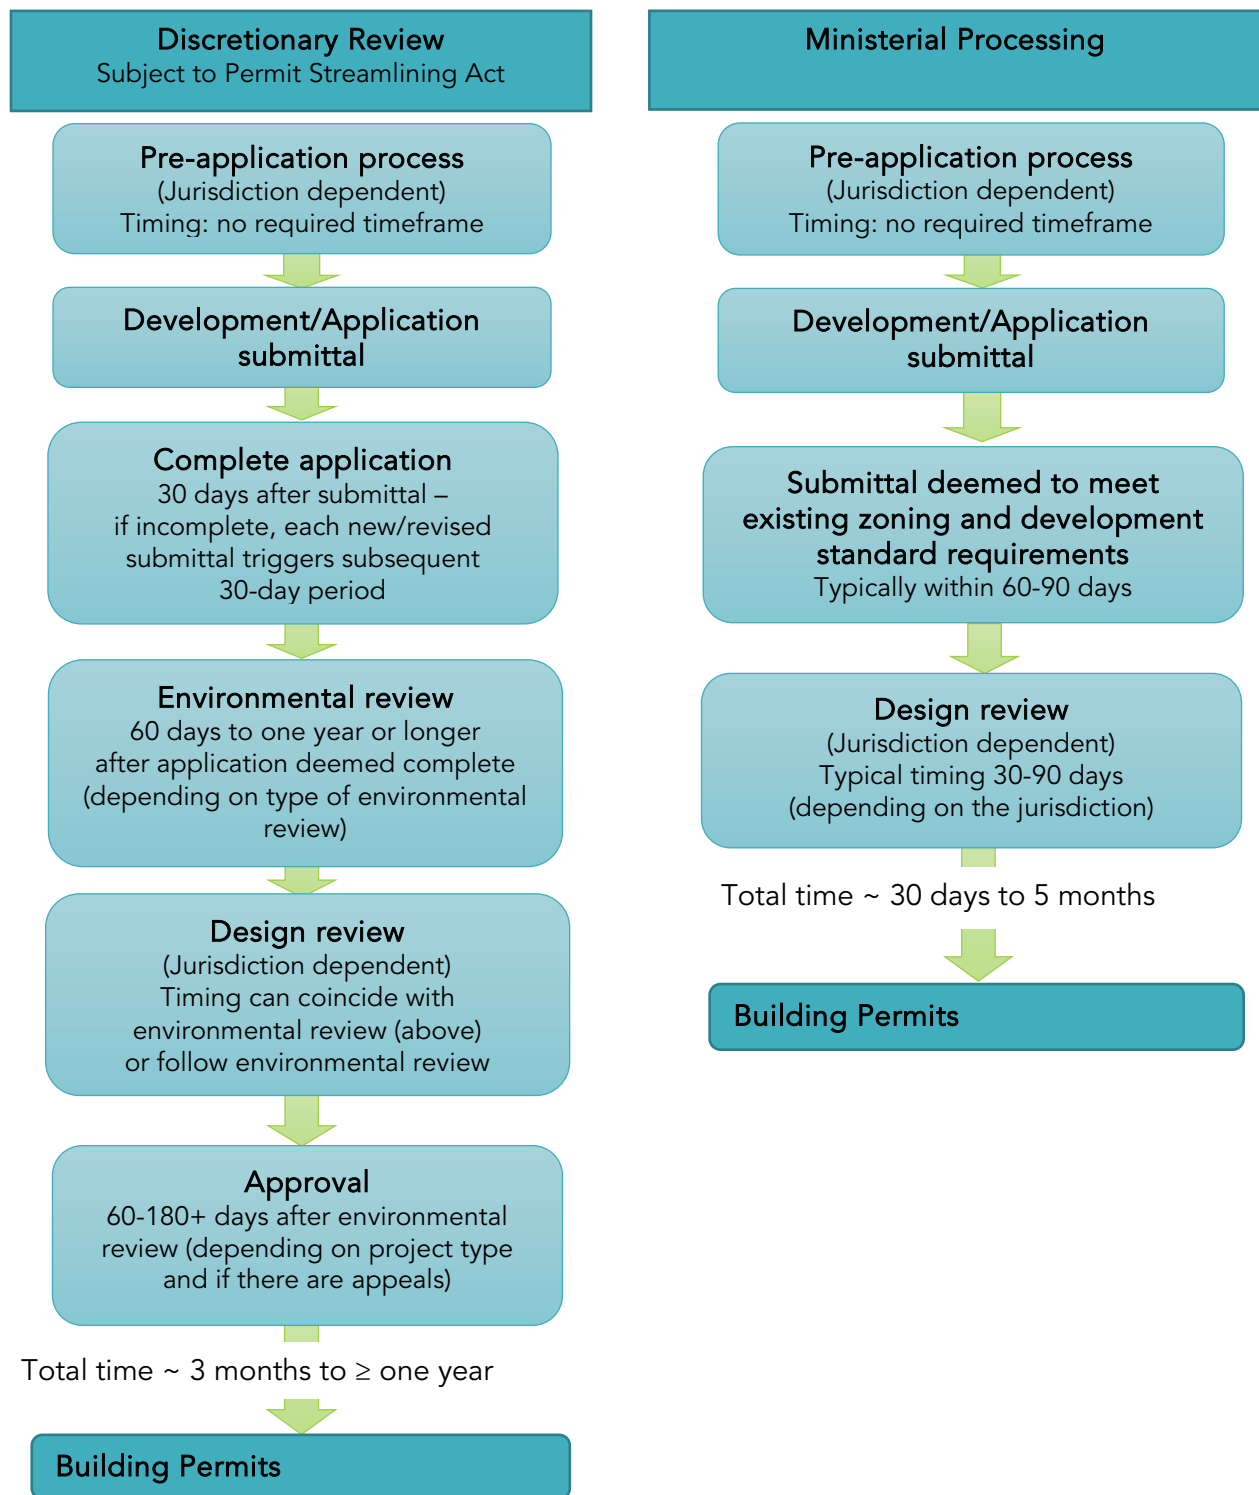 Discretionary Review
Subject to Permit Streamlining Act
Pre-application process
(Jurisdiction dependent)
Timing: no required timeframe
Development/Application
submittal
Complete application
30 days after submittal –
if incomplete, each new/revised
submittal triggers subsequent
30-day period
Environmental review
60 days to one year or longer
after application deemed complete
(depending on type of environmental
review)
Design review
(Jurisdiction dependent)
Timing can coincide with
environmental review (above)
or follow environmental review
Approval
60-180+ days after environmental
review (depending on project type
and if there are appeals)
Total time ~ 3 months to ≥ one year
Building Permits
Ministerial Processing
Pre-application process
(Jurisdiction dependent)
Timing: no required timeframe
Development/Application
submittal
Submittal deemed to meet
existing zoning and development
standard requirements
Typically within 60-90 days
Design review
(Jurisdiction dependent)
Typical timing 30-90 days
(depending on the jurisdiction)
Total time ~ 30 days to 5 months
Building Permits